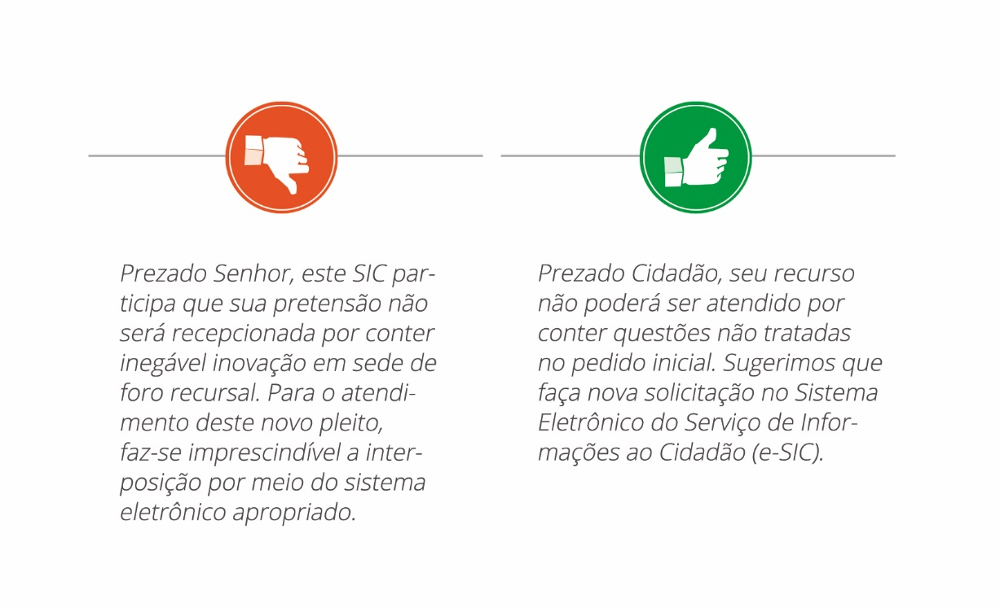 Prezado Senhor, este SIC par-
ticipa que sua pretensão não
será recepcionada por conter
inegável inovação em sede de
foro recursal. Para o atendi-
mento deste novo pleito,
faz-se imprescindível a inter-
posição por meio do sistema
eletrônico apropriado.
Prezado Cidadão, seu recurso
não poderá ser atendido por
conter questões não tratadas
no pedido inicial. Sugerimos que
faça nova solicitação no Sistema
Eletrônico do Serviço de Infor-
mações ao Cidadão (e-SIC).